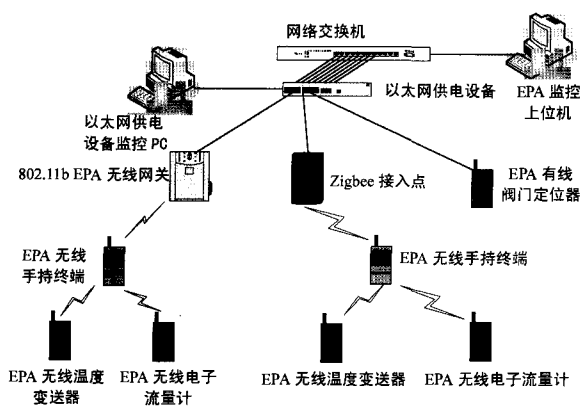 网络交换机
EPA 监控
上位机
以太网供电设备
以太网供电
设备监控 PC
802.11b EPA 无线网关
Zigbee 接入点
EPA 有线
阀门定位器
EPA 无线
手持终端
EPA 无线手持终端
EPA 无线温度
变送器
EPA 无线电子
流量计
EPA 无线温度变送器
EPA 无线电子流量计